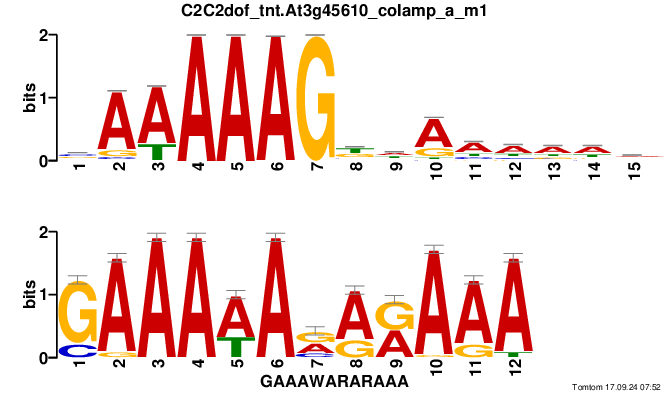 C2C2dof_tnt.At3g45610_colamp_a_m1
bits
2
1
0
A A A A A G T A A A A A A
G T G G
1 2 3 4 5 6 7 8 9 10 11 12 13 14 15
bits
2
1
0
G A A A A A G A G A A A
C G T A G A G T
C
1 2 3 4 5 6 7 8 9 10 11 12
GAAAWARARAAA
Tomtom 17.09.24 07:52